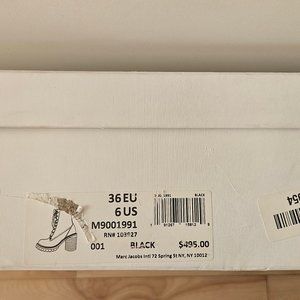 36 EU
6 US
M9001991
RN# 103827
001 BLACK $495.00
Marc Jacobs Intl 72 Spring St NY, NY 10012
BLACK
054